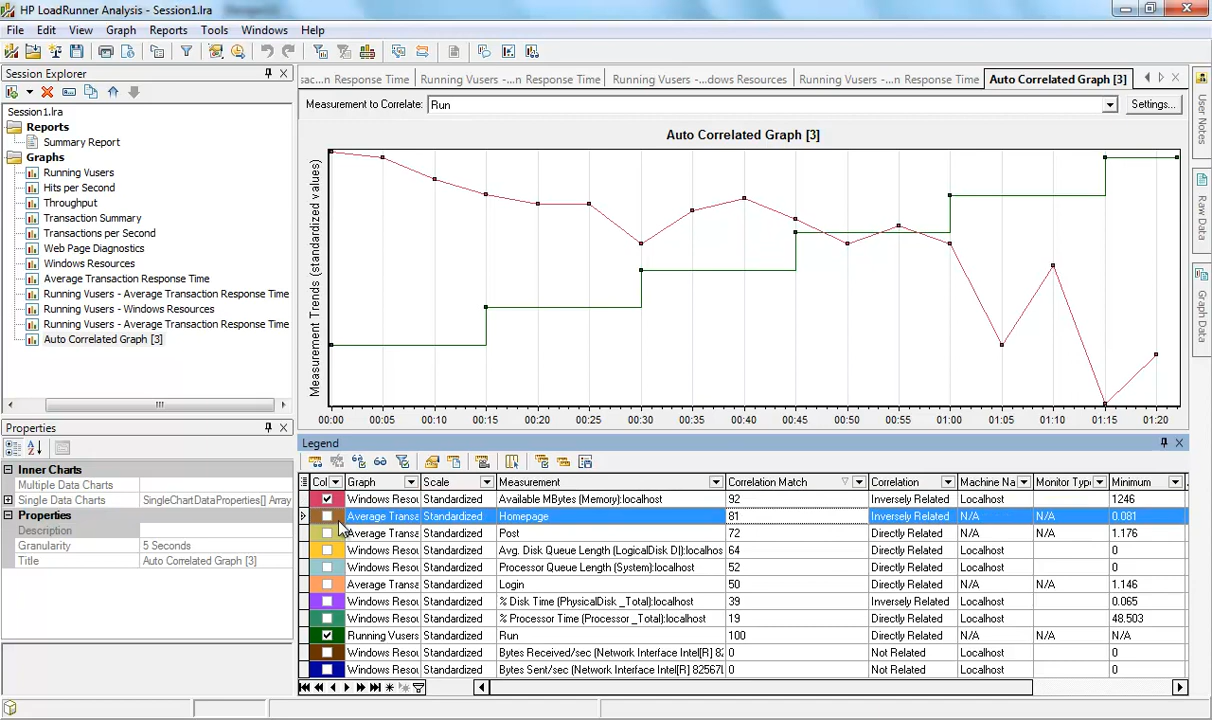 HP LoadRunner Analysis - Session1.lra
File Edit View Graph Reports Tools Windows Help
Session Explorer
Session1.lra
Reports
Summary Report
Graphs
Running Vusers
Hits per Second
Throughput
Transaction Summary
Transactions per Second
Web Page Diagnostics
Windows Resources
Average Transaction Response Time
Running Vusers - Average Transaction Response Time
Running Vusers - Windows Resources
Running Vusers - Average Transaction Response Time
Auto Correlated Graph [3]
Properties
Inner Charts
Multiple Data Charts
Single Data Charts SingleChartDataProperties[] Array
Properties
Description
Granularity 5 Seconds
Title Auto Correlated Graph [3]
sac...n Response Time Running Vusers -...n Response Time Running Vusers -...dows Resources Running Vusers -...n Response Time Auto Correlated Graph [3]
Measurement to Correlate: Run Settings...
Auto Correlated Graph [3]
Measurement Trends (standardized values)
00:00 00:05 00:10 00:15 00:20 00:25 00:30 00:35 00:40 00:45 00:50 00:55 01:00 01:05 01:10 01:15 01:20
Legend
Col Graph Scale Measurement Correlation Match Correlation Machine Na Monitor Type Minimum
Windows Resou Standardized Available MBytes (Memory):localhost 92 Inversely Related Localhost 1246
Average Transa Standardized Homepage 81 Inversely Related N/A N/A 0.081
Average Transa Standardized Post 72 Directly Related N/A N/A 1.176
Windows Resou Standardized Avg. Disk Queue Length (LogicalDisk D:):localhos 64 Directly Related Localhost 0
Windows Resou Standardized Processor Queue Length (System):localhost 52 Directly Related Localhost 0
Average Transa Standardized Login 50 Directly Related N/A N/A 1.146
Windows Resou Standardized % Disk Time (PhysicalDisk _Total):localhost 39 Inversely Related Localhost 0.065
Windows Resou Standardized % Processor Time (Processor _Total):localhost 19 Directly Related Localhost 48.503
Running Vusers Standardized Run 100 Directly Related N/A N/A N/A
Windows Resou Standardized Bytes Received/sec (Network Interface Intel[R] 82 0 Not Related Localhost 0
Windows Resou Standardized Bytes Sent/sec (Network Interface Intel[R] 82567L 0 Not Related Localhost 0
User Notes
Raw Data
Graph Data